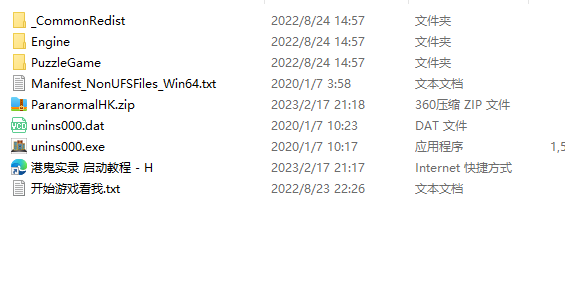 _CommonRedist 2022/8/24 14:57 文件夹
Engine 2022/8/24 14:57 文件夹
PuzzleGame 2022/8/24 14:57 文件夹
Manifest_NonUFSFiles_Win64.txt 2020/1/7 3:58 文本文档
ParanormalHK.zip 2023/2/17 21:18 360压缩 ZIP 文件
unins000.dat 2020/1/7 10:23 DAT 文件
unins000.exe 2020/1/7 10:17 应用程序 1,5
港鬼实录 启动教程 - H 2023/2/17 21:17 Internet 快捷方式
开始游戏看我.txt 2022/8/23 22:26 文本文档